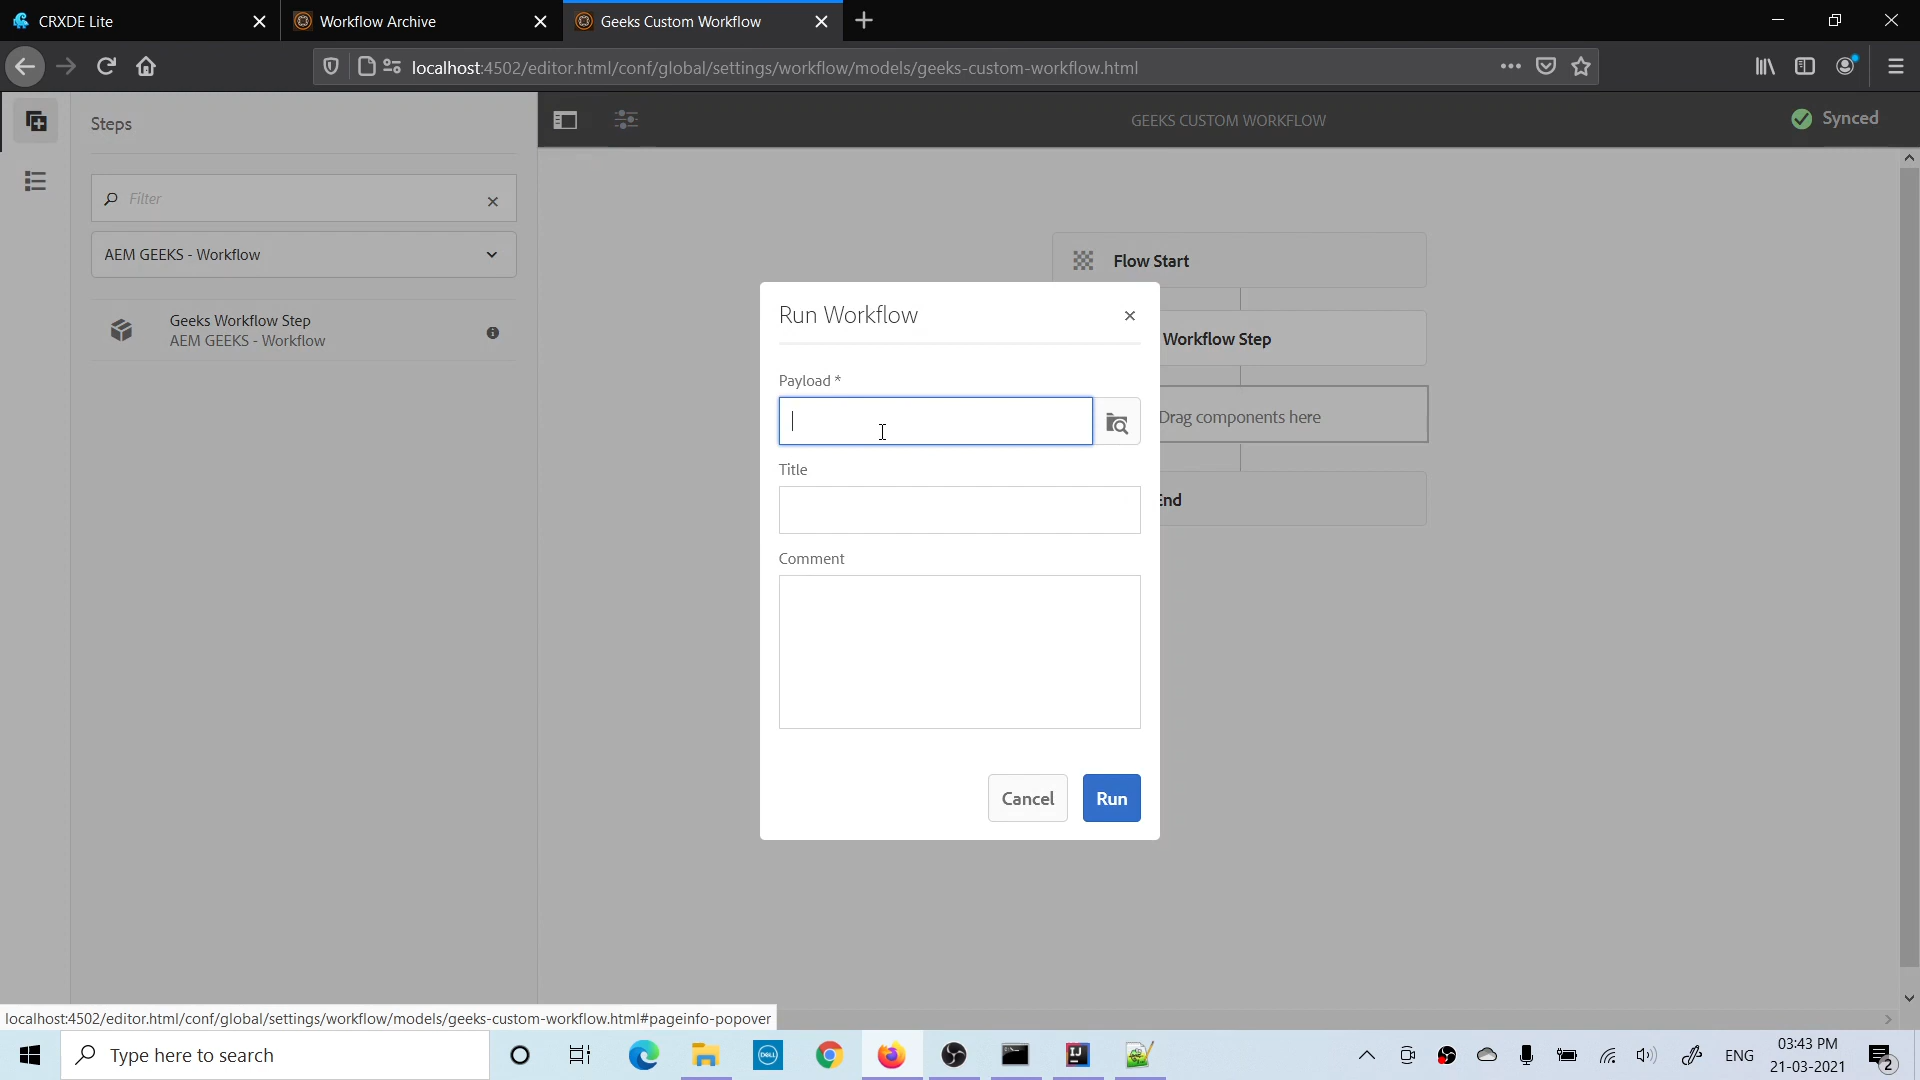 CRXDE Lite
Workflow Archive
Geeks Custom Workflow
localhost:4502/editor.html/conf/global/settings/workflow/models/geeks-custom-workflow.html
Steps
GEEKS CUSTOM WORKFLOW
Synced
Filter
AEM GEEKS - Workflow
Geeks Workflow Step
AEM GEEKS - Workflow
Flow Start
Workflow Step
Drag components here
End
Run Workflow
Payload *
Title
Comment
Cancel
Run
localhost:4502/editor.html/conf/global/settings/workflow/models/geeks-custom-workflow.html#pageinfo-popover
Type here to search
DELL
IJ
ENG
03:43 PM
21-03-2021
2